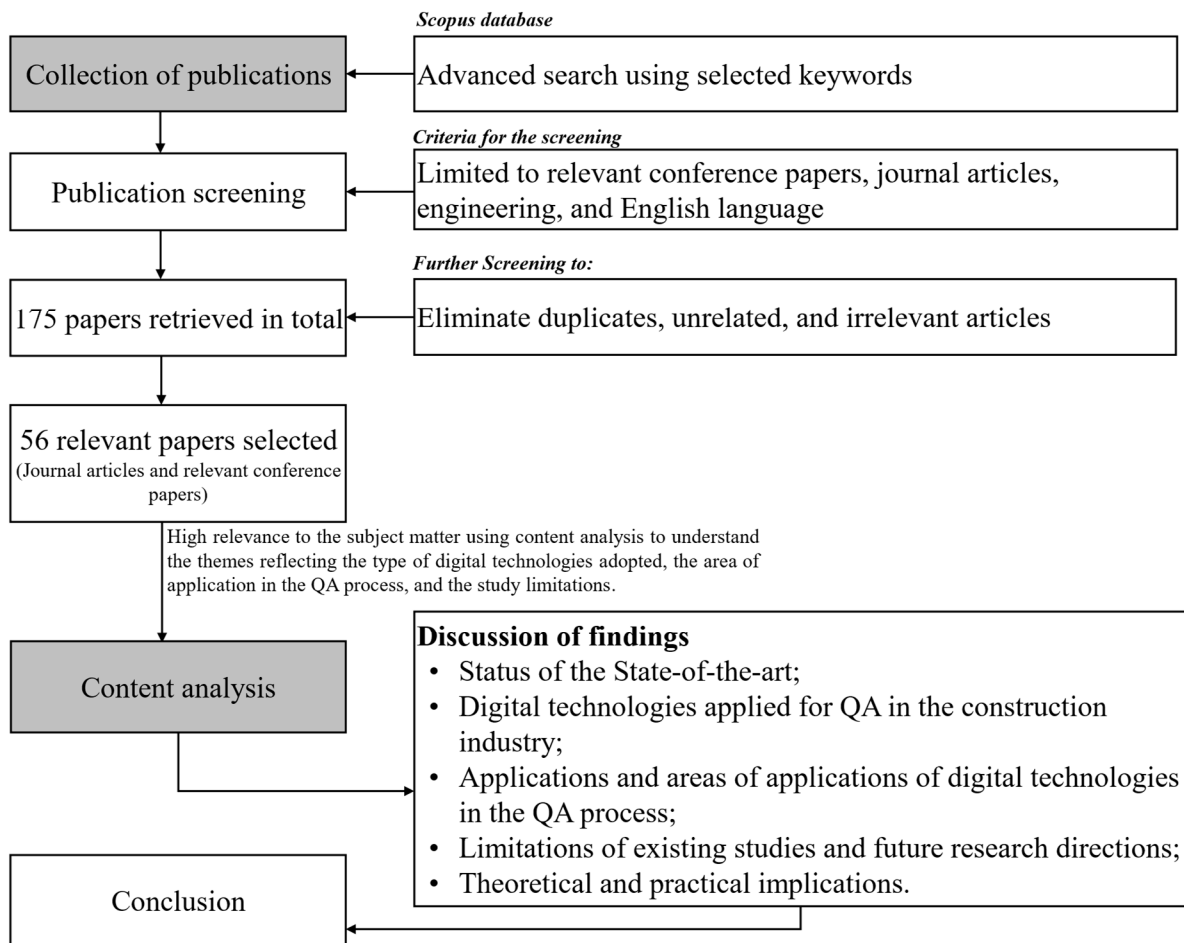 Scopus database
Collection of publications
Advanced search using selected keywords
Criteria for the screening
Publication screening
Limited to relevant conference papers, journal articles,
engineering, and English language
Further Screening to:
175 papers retrieved in total
Eliminate duplicates, unrelated, and irrelevant articles
56 relevant papers selected
(Journal articles and relevant conference
papers)
High relevance to the subject matter using content analysis to understand
the themes reflecting the type of digital technologies adopted, the area of
application in the QA process, and the study limitations.
Content analysis
Discussion of findings
• Status of the State-of-the-art;
• Digital technologies applied for QA in the construction
industry;
• Applications and areas of applications of digital technologies
in the QA process;
• Limitations of existing studies and future research directions;
• Theoretical and practical implications.
Conclusion